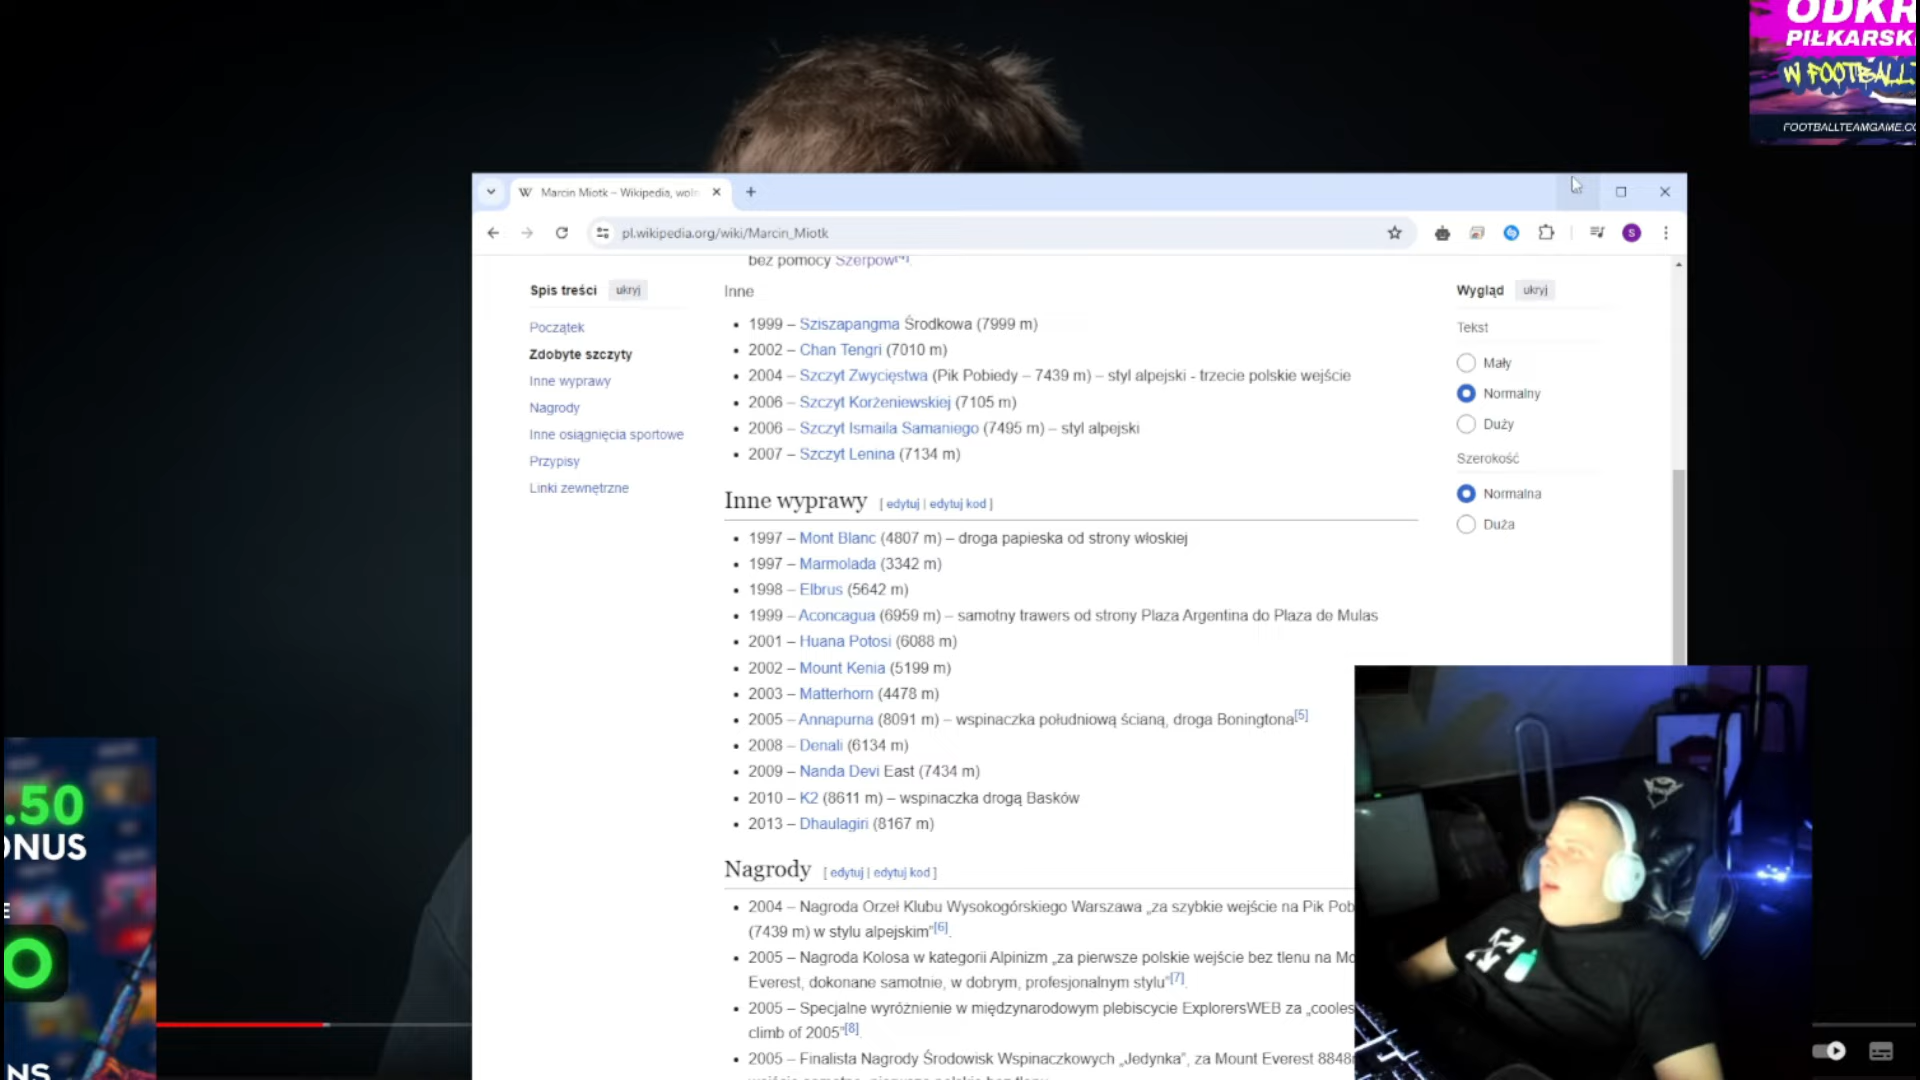 ODKR
PIŁKARSK
W FOOTBALL
FOOTBALLTEAMGAME.CO
Marcin Miotk – Wikipedia, woln
pl.wikipedia.org/wiki/Marcin_Miotk
S
bez pomocy Szerpów[4].
Spis treści ukryj
Początek
Zdobyte szczyty
Inne wyprawy
Nagrody
Inne osiągnięcia sportowe
Przypisy
Linki zewnętrzne
Inne
1999 – Sziszapangma Środkowa (7999 m)
2002 – Chan Tengri (7010 m)
2004 – Szczyt Zwycięstwa (Pik Pobiedy – 7439 m) – styl alpejski - trzecie polskie wejście
2006 – Szczyt Korżeniewskiej (7105 m)
2006 – Szczyt Ismaila Samaniego (7495 m) – styl alpejski
2007 – Szczyt Lenina (7134 m)
Inne wyprawy [ edytuj | edytuj kod ]
1997 – Mont Blanc (4807 m) – droga papieska od strony włoskiej
1997 – Marmolada (3342 m)
1998 – Elbrus (5642 m)
1999 – Aconcagua (6959 m) – samotny trawers od strony Plaza Argentina do Plaza de Mulas
2001 – Huana Potosi (6088 m)
2002 – Mount Kenia (5199 m)
2003 – Matterhorn (4478 m)
2005 – Annapurna (8091 m) – wspinaczka południową ścianą, droga Boningtona[5]
2008 – Denali (6134 m)
2009 – Nanda Devi East (7434 m)
2010 – K2 (8611 m) – wspinaczka drogą Basków
2013 – Dhaulagiri (8167 m)
Nagrody [ edytuj | edytuj kod ]
2004 – Nagroda Orzeł Klubu Wysokogórskiego Warszawa „za szybkie wejście na Pik Pob
(7439 m) w stylu alpejskim"[6].
2005 – Nagroda Kolosa w kategorii Alpinizm „za pierwsze polskie wejście bez tlenu na Mo
Everest, dokonane samotnie, w dobrym, profesjonalnym stylu"[7].
2005 – Specjalne wyróżnienie w międzynarodowym plebiscycie ExplorersWEB za „cooles
climb of 2005"[8]
2005 – Finalista Nagrody Środowisk Wspinaczkowych „Jedynka", za Mount Everest 8848
Wygląd ukryj
Tekst
Mały
Normalny
Duży
Szerokość
Normalna
Duża
.50
ONUS
E
O
NS